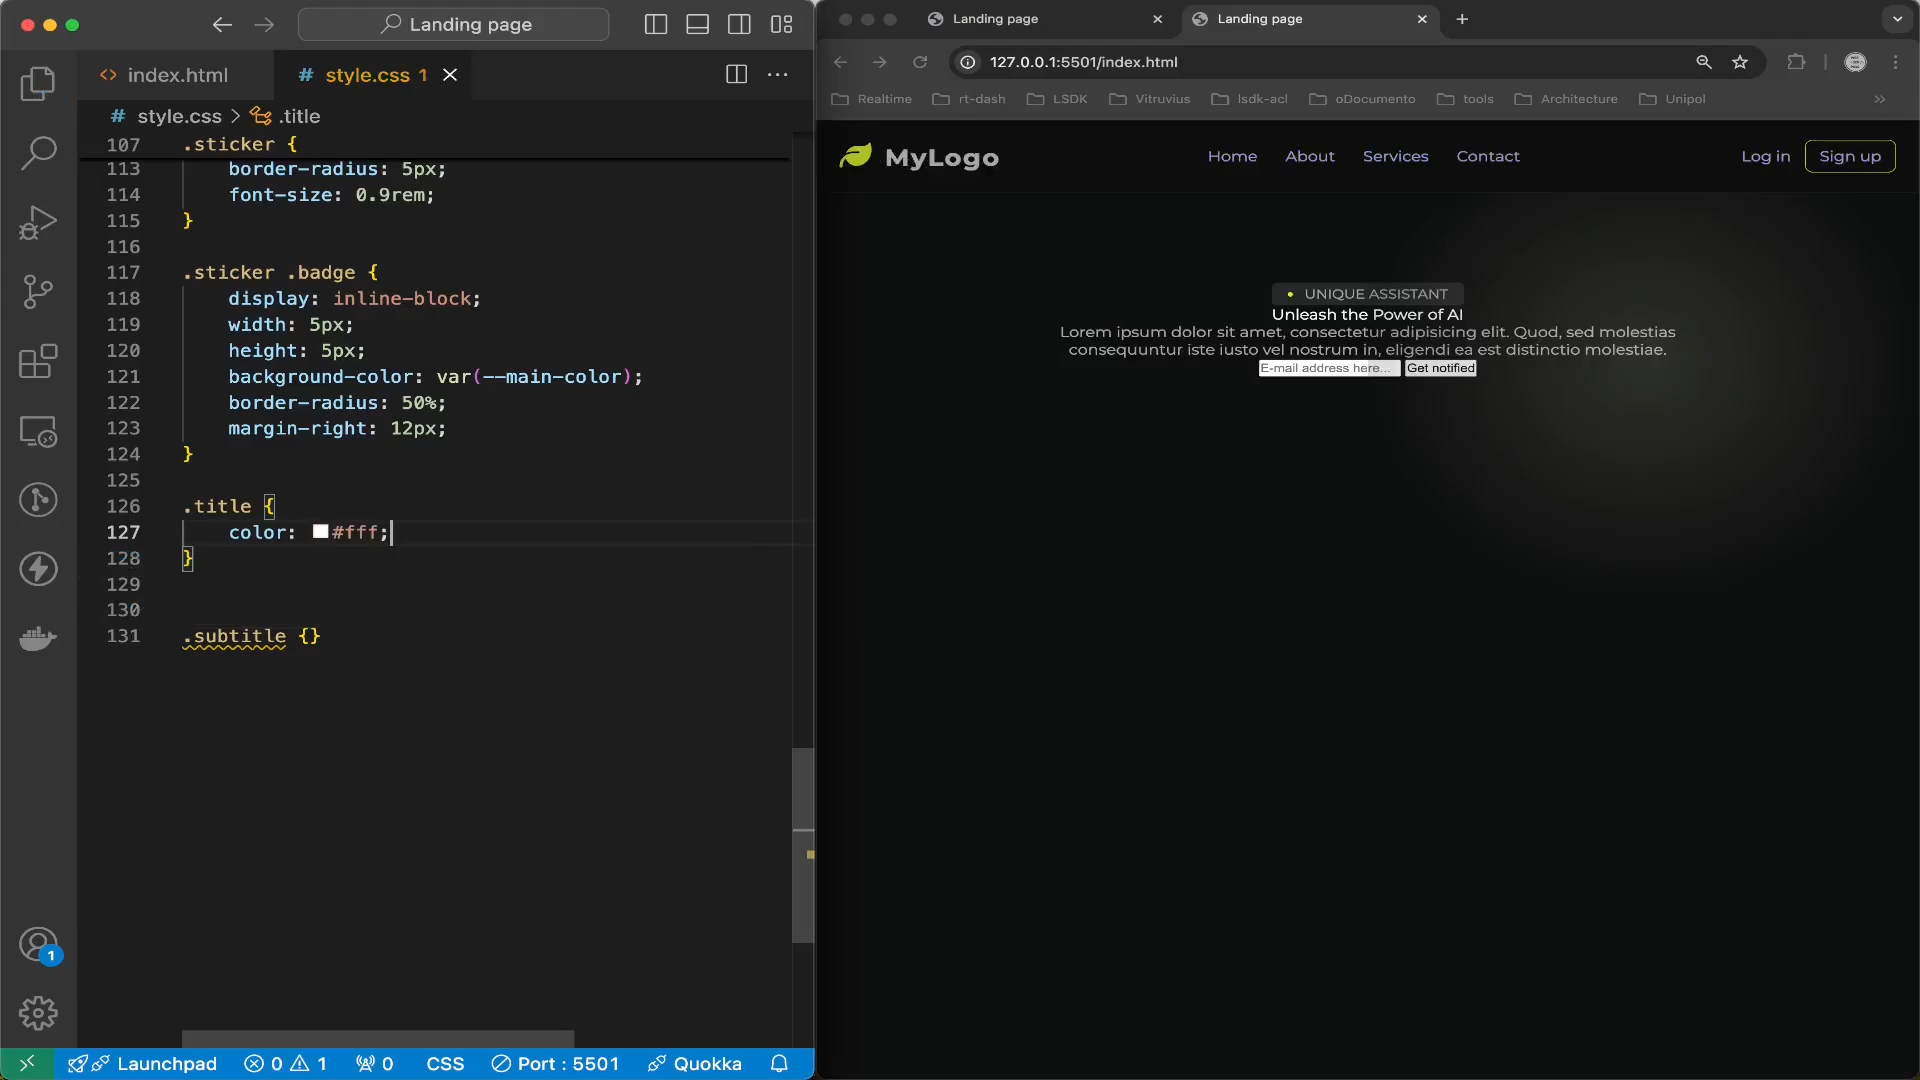 Landing page
index.html
# style.css 1
# style.css > .title
107 .sticker {
113 border-radius: 5px;
114 font-size: 0.9rem;
115 }
116
117 .sticker .badge {
118 display: inline-block;
119 width: 5px;
120 height: 5px;
121 background-color: var(--main-color);
122 border-radius: 50%;
123 margin-right: 12px;
124 }
125
126 .title {
127 color: #fff;
128 }
129
130
131 .subtitle {}
1
Launchpad 0 1 0 CSS Port : 5501 Quokka
Landing page Landing page
127.0.0.1:5501/index.html
Realtime rt-dash LSDK Vitruvius lsdk-acl oDocumento tools Architecture Unipol
MyLogo Home About Services Contact Log in Sign up
UNIQUE ASSISTANT
Unleash the Power of AI
Lorem ipsum dolor sit amet, consectetur adipisicing elit. Quod, sed molestias
consequuntur iste iusto vel nostrum in, eligendi ea est distinctio molestiae.
E-mail address here... Get notified